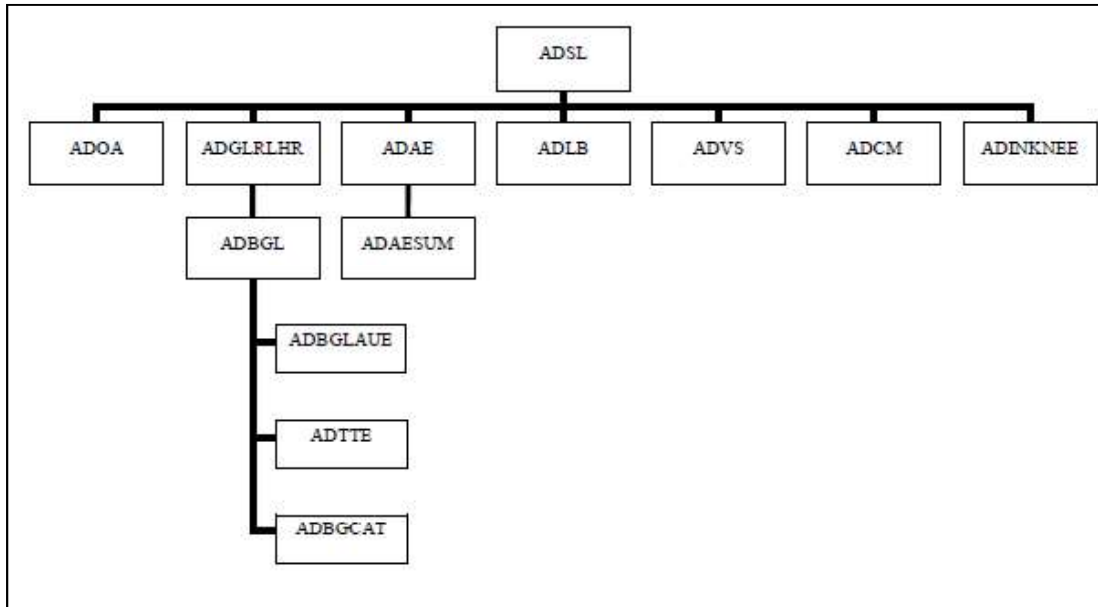 ADSL
ADOA
ADGLRLHR
ADAE
ADLB
ADVS
ADCM
ADINKNEE
ADBGL
ADAESUM
ADBGLAUE
ADTTE
ADBGCAT